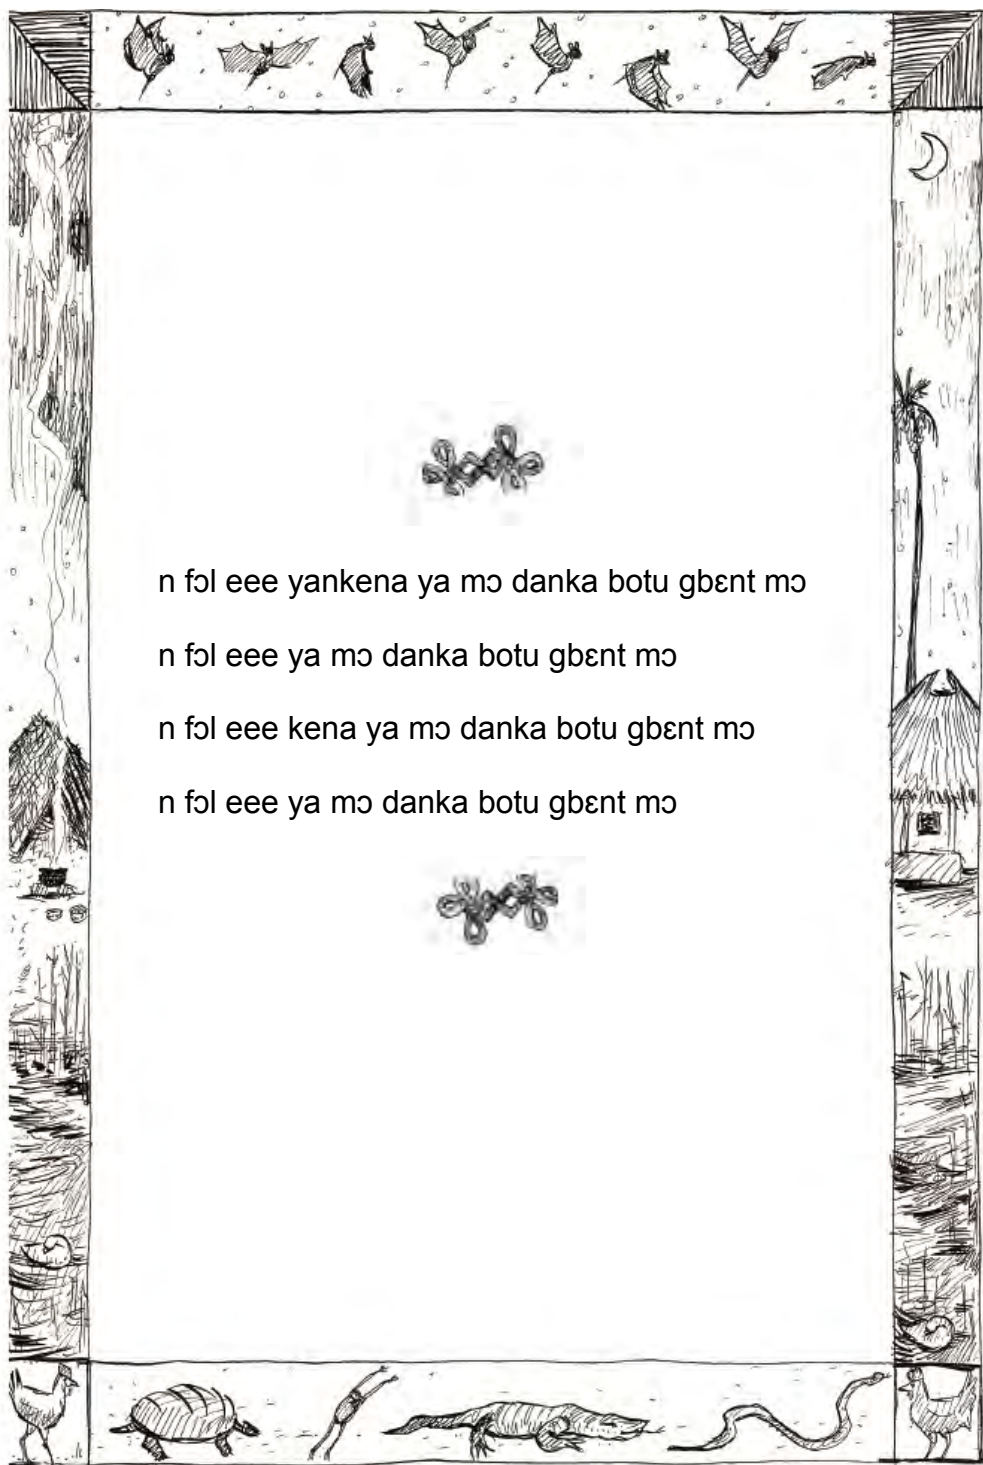 n fɔl eee yankena ya mɔ danka botu gbɛnt mɔ
n fɔl eee ya mɔ danka botu gbɛnt mɔ
n fɔl eee kena ya mɔ danka botu gbɛnt mɔ
n fɔl eee ya mɔ danka botu gbɛnt mɔ